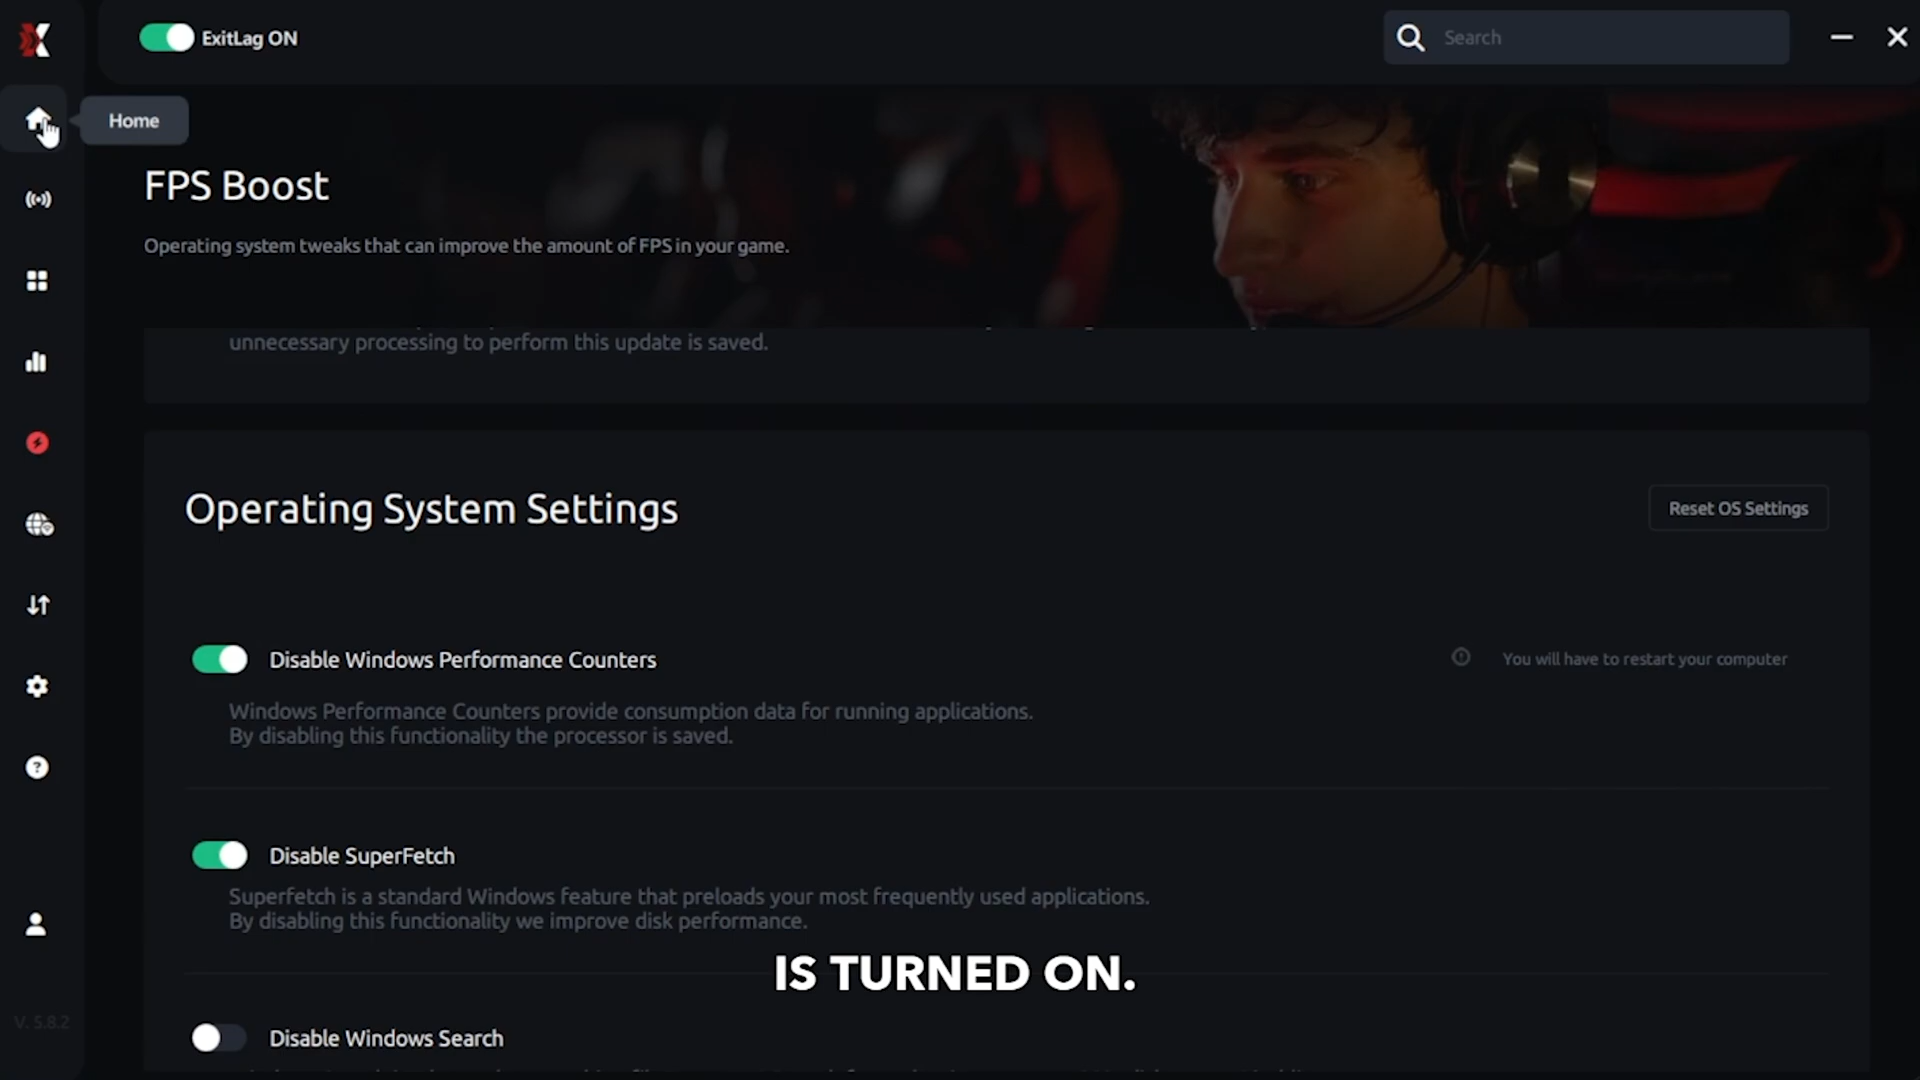 ExitLag ON
Search
Home
FPS Boost
Operating system tweaks that can improve the amount of FPS in your game.
unnecessary processing to perform this update is saved.
Operating System Settings
Reset OS Settings
Disable Windows Performance Counters
You will have to restart your computer
Windows Performance Counters provide consumption data for running applications.
By disabling this functionality the processor is saved.
Disable SuperFetch
Superfetch is a standard Windows feature that preloads your most frequently used applications.
By disabling this functionality we improve disk performance.
IS TURNED ON.
V. 5.8.2
Disable Windows Search